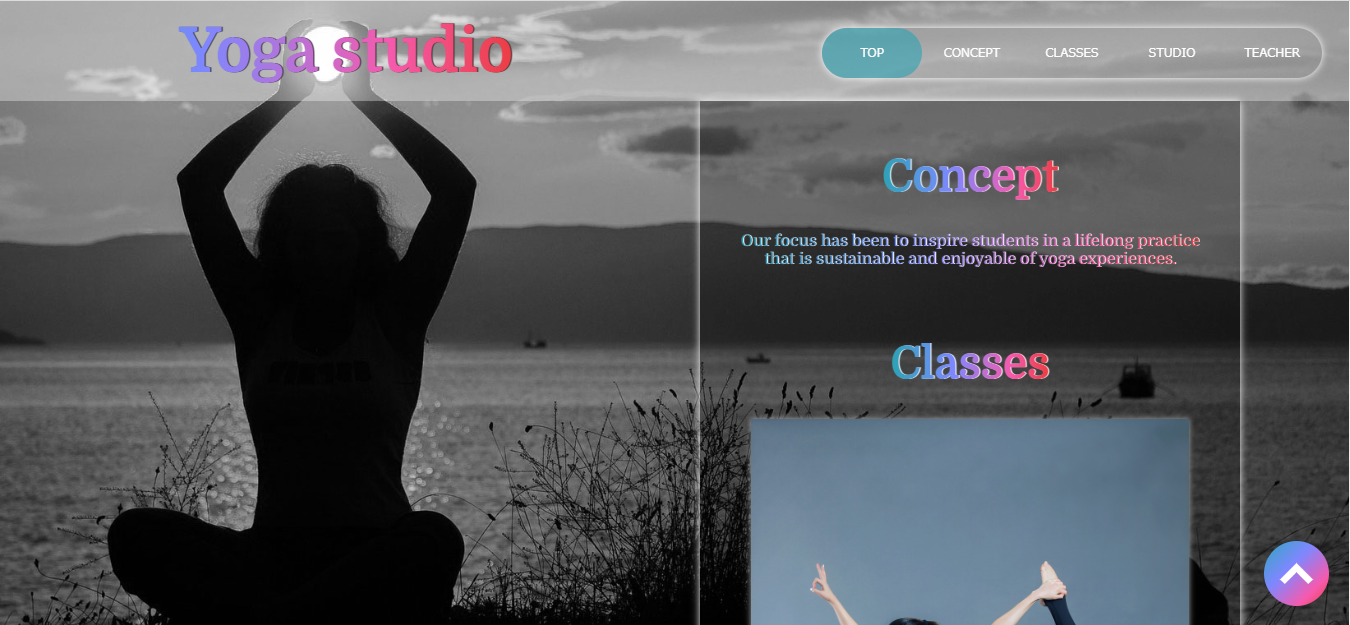 Yoga studio
TOP CONCEPT CLASSES STUDIO TEACHER
Concept
Our focus has been to inspire students in a lifelong practice
that is sustainable and enjoyable of yoga experiences.
Classes